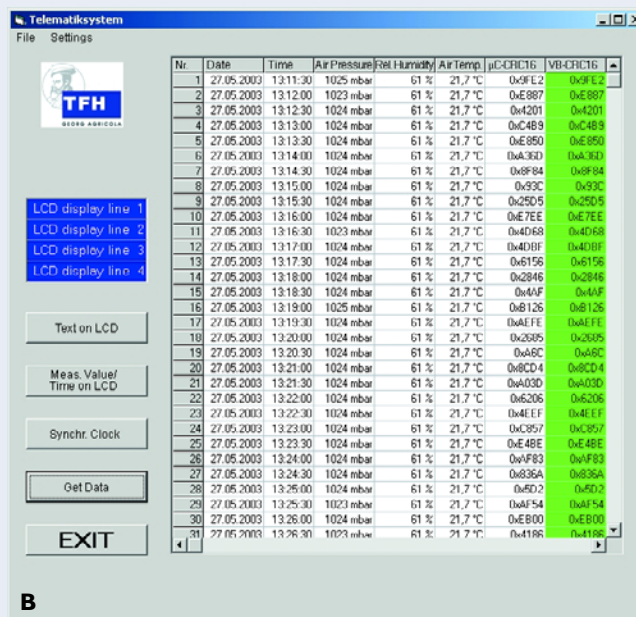 Telematiksystem
File Settings
TFH
GEORG AGRICOLA
LCD display line 1
LCD display line 2
LCD display line 3
LCD display line 4
Text on LCD
Meas. Value/
Time on LCD
Synchr. Clock
Get Data
EXIT
Nr. Date Time Air Pressure Rel. Humidity Air Temp. µC-CRC16 VB-CRC16
1 27.05.2003 13:11:30 1025 mbar 61 % 21,7 °C 0x9FE2 0x9FE2
2 27.05.2003 13:12:00 1023 mbar 61 % 21,7 °C 0xE887 0xE887
3 27.05.2003 13:12:30 1024 mbar 61 % 21,7 °C 0x4201 0x4201
4 27.05.2003 13:13:00 1024 mbar 61 % 21,7 °C 0xC4B9 0xC4B9
5 27.05.2003 13:13:30 1024 mbar 61 % 21,7 °C 0xE850 0xE850
6 27.05.2003 13:14:00 1024 mbar 61 % 21,7 °C 0xA36D 0xA36D
7 27.05.2003 13:14:30 1024 mbar 61 % 21,7 °C 0x8F84 0x8F84
8 27.05.2003 13:15:00 1024 mbar 61 % 21,7 °C 0x93C 0x93C
9 27.05.2003 13:15:30 1024 mbar 61 % 21,7 °C 0x25D5 0x25D5
10 27.05.2003 13:16:00 1024 mbar 61 % 21,7 °C 0xE7EE 0xE7EE
11 27.05.2003 13:16:30 1023 mbar 61 % 21,7 °C 0x4D68 0x4D68
12 27.05.2003 13:17:00 1024 mbar 61 % 21,7 °C 0x4DBF 0x4DBF
13 27.05.2003 13:17:30 1024 mbar 61 % 21,7 °C 0x6156 0x6156
14 27.05.2003 13:18:00 1024 mbar 61 % 21,7 °C 0x2846 0x2846
15 27.05.2003 13:18:30 1024 mbar 61 % 21,7 °C 0x4AF 0x4AF
16 27.05.2003 13:19:00 1025 mbar 61 % 21,7 °C 0xB126 0xB126
17 27.05.2003 13:19:30 1024 mbar 61 % 21,7 °C 0xAEFE 0xAEFE
18 27.05.2003 13:20:00 1024 mbar 61 % 21,7 °C 0x2685 0x2685
19 27.05.2003 13:20:30 1024 mbar 61 % 21,7 °C 0xA6C 0xA6C
20 27.05.2003 13:21:00 1024 mbar 61 % 21,7 °C 0x8CD4 0x8CD4
21 27.05.2003 13:21:30 1024 mbar 61 % 21,7 °C 0xA03D 0xA03D
22 27.05.2003 13:22:00 1024 mbar 61 % 21,7 °C 0x6206 0x6206
23 27.05.2003 13:22:30 1024 mbar 61 % 21,7 °C 0x4EEF 0x4EEF
24 27.05.2003 13:23:00 1024 mbar 61 % 21,7 °C 0xC857 0xC857
25 27.05.2003 13:23:30 1024 mbar 61 % 21,7 °C 0xE4BE 0xE4BE
26 27.05.2003 13:24:00 1024 mbar 61 % 21,7 °C 0xAF83 0xAF83
27 27.05.2003 13:24:30 1024 mbar 61 % 21,7 °C 0x836A 0x836A
28 27.05.2003 13:25:00 1024 mbar 61 % 21,7 °C 0x5D2 0x5D2
29 27.05.2003 13:25:30 1023 mbar 61 % 21,7 °C 0xAF54 0xAF54
30 27.05.2003 13:26:00 1024 mbar 61 % 21,7 °C 0xEB00 0xEB00
31 27.05.2003 13:26:30 1023 mbar 61 % 21,7 °C 0x4186 0x4186
B